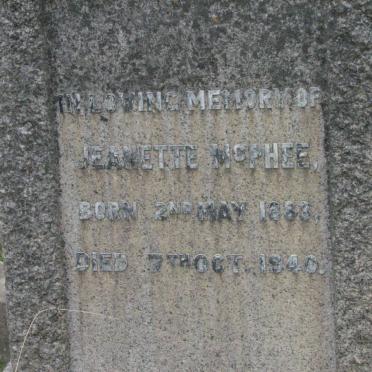 IN LOVING MEMORY OF
JEANETTE McPHEE,
BORN 2ND MAY 1883.
DIED 7TH OCT. 1940.